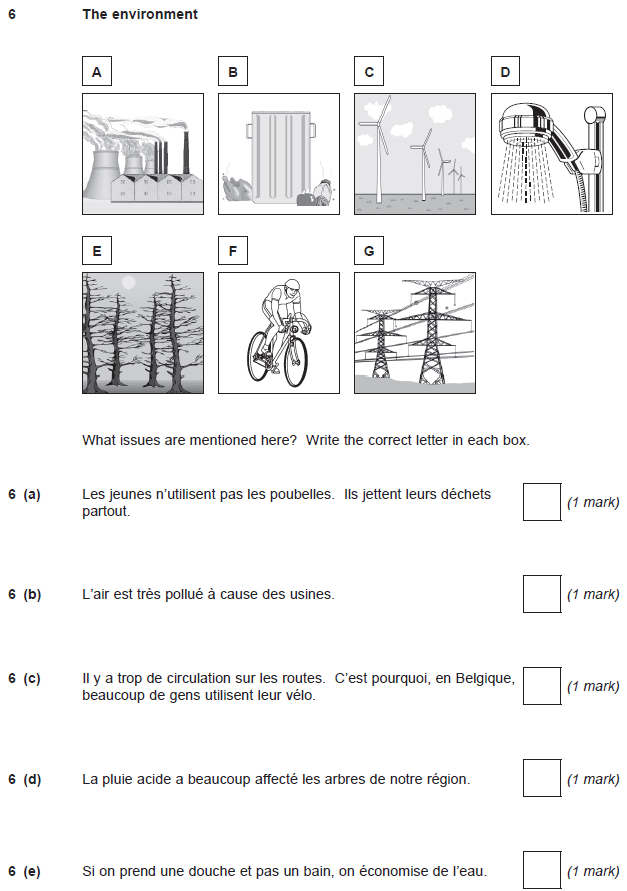 6 The environment
A B C D
E F G
What issues are mentioned here? Write the correct letter in each box.
6 (a) Les jeunes n'utilisent pas les poubelles. Ils jettent leurs déchets
partout.
(1 mark)
6 (b) L'air est très pollué à cause des usines.
(1 mark)
6 (c) Il y a trop de circulation sur les routes. C'est pourquoi, en Belgique,
beaucoup de gens utilisent leur vélo.
(1 mark)
6 (d) La pluie acide a beaucoup affecté les arbres de notre région.
(1 mark)
6 (e) Si on prend une douche et pas un bain, on économise de l'eau.
(1 mark)